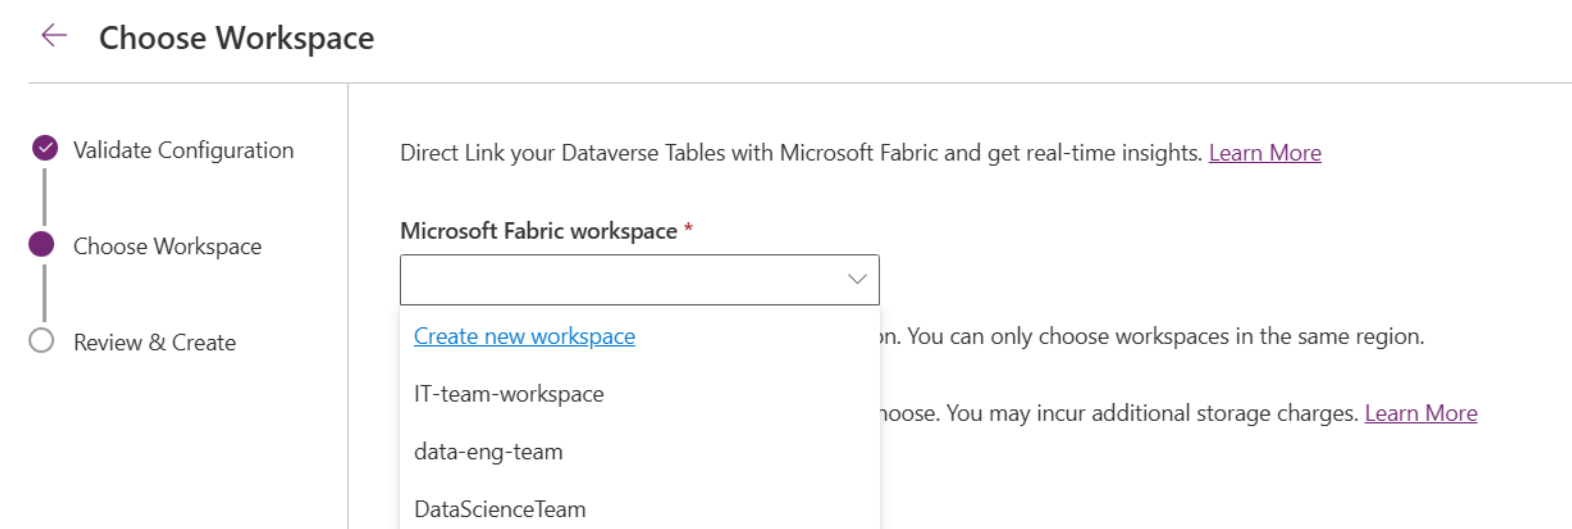 Choose Workspace
Validate Configuration
Direct Link your Dataverse Tables with Microsoft Fabric and get real-time insights. Learn More
Microsoft Fabric workspace *
Choose Workspace
Create new workspace
You can only choose workspaces in the same region.
Review & Create
IT-team-workspace
You may incur additional storage charges. Learn More
data-eng-team
DataScienceTeam